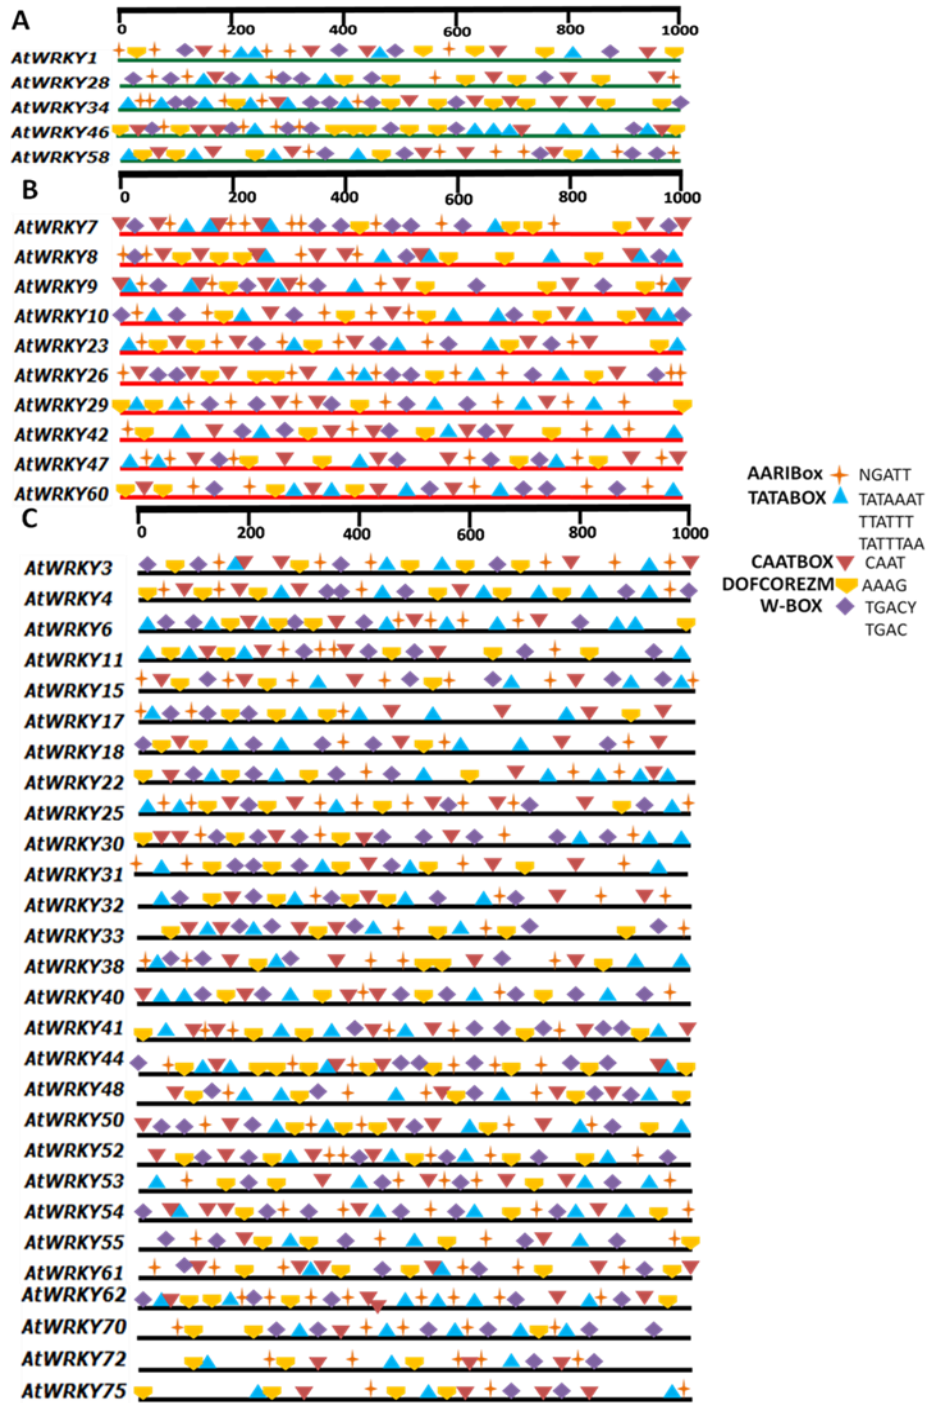 A
0 200 400 600 800 1000
AtWRKY1
AtWRKY28
AtWRKY34
AtWRKY46
AtWRKY58
B
0 200 400 600 800 1000
AtWRKY7
AtWRKY8
AtWRKY9
AtWRKY10
AtWRKY23
AtWRKY26
AtWRKY29
AtWRKY42
AtWRKY47
AtWRKY60
AARIBox NGATT
TATABOX TATAAAT
TTATTT
TATTTAA
CAATBOX CAAT
DOFCOREZM AAAG
W-BOX TGACY
TGAC
C
0 200 400 600 800 1000
AtWRKY3
AtWRKY4
AtWRKY6
AtWRKY11
AtWRKY15
AtWRKY17
AtWRKY18
AtWRKY22
AtWRKY25
AtWRKY30
AtWRKY31
AtWRKY32
AtWRKY33
AtWRKY38
AtWRKY40
AtWRKY41
AtWRKY44
AtWRKY48
AtWRKY50
AtWRKY52
AtWRKY53
AtWRKY54
AtWRKY55
AtWRKY61
AtWRKY62
AtWRKY70
AtWRKY72
AtWRKY75